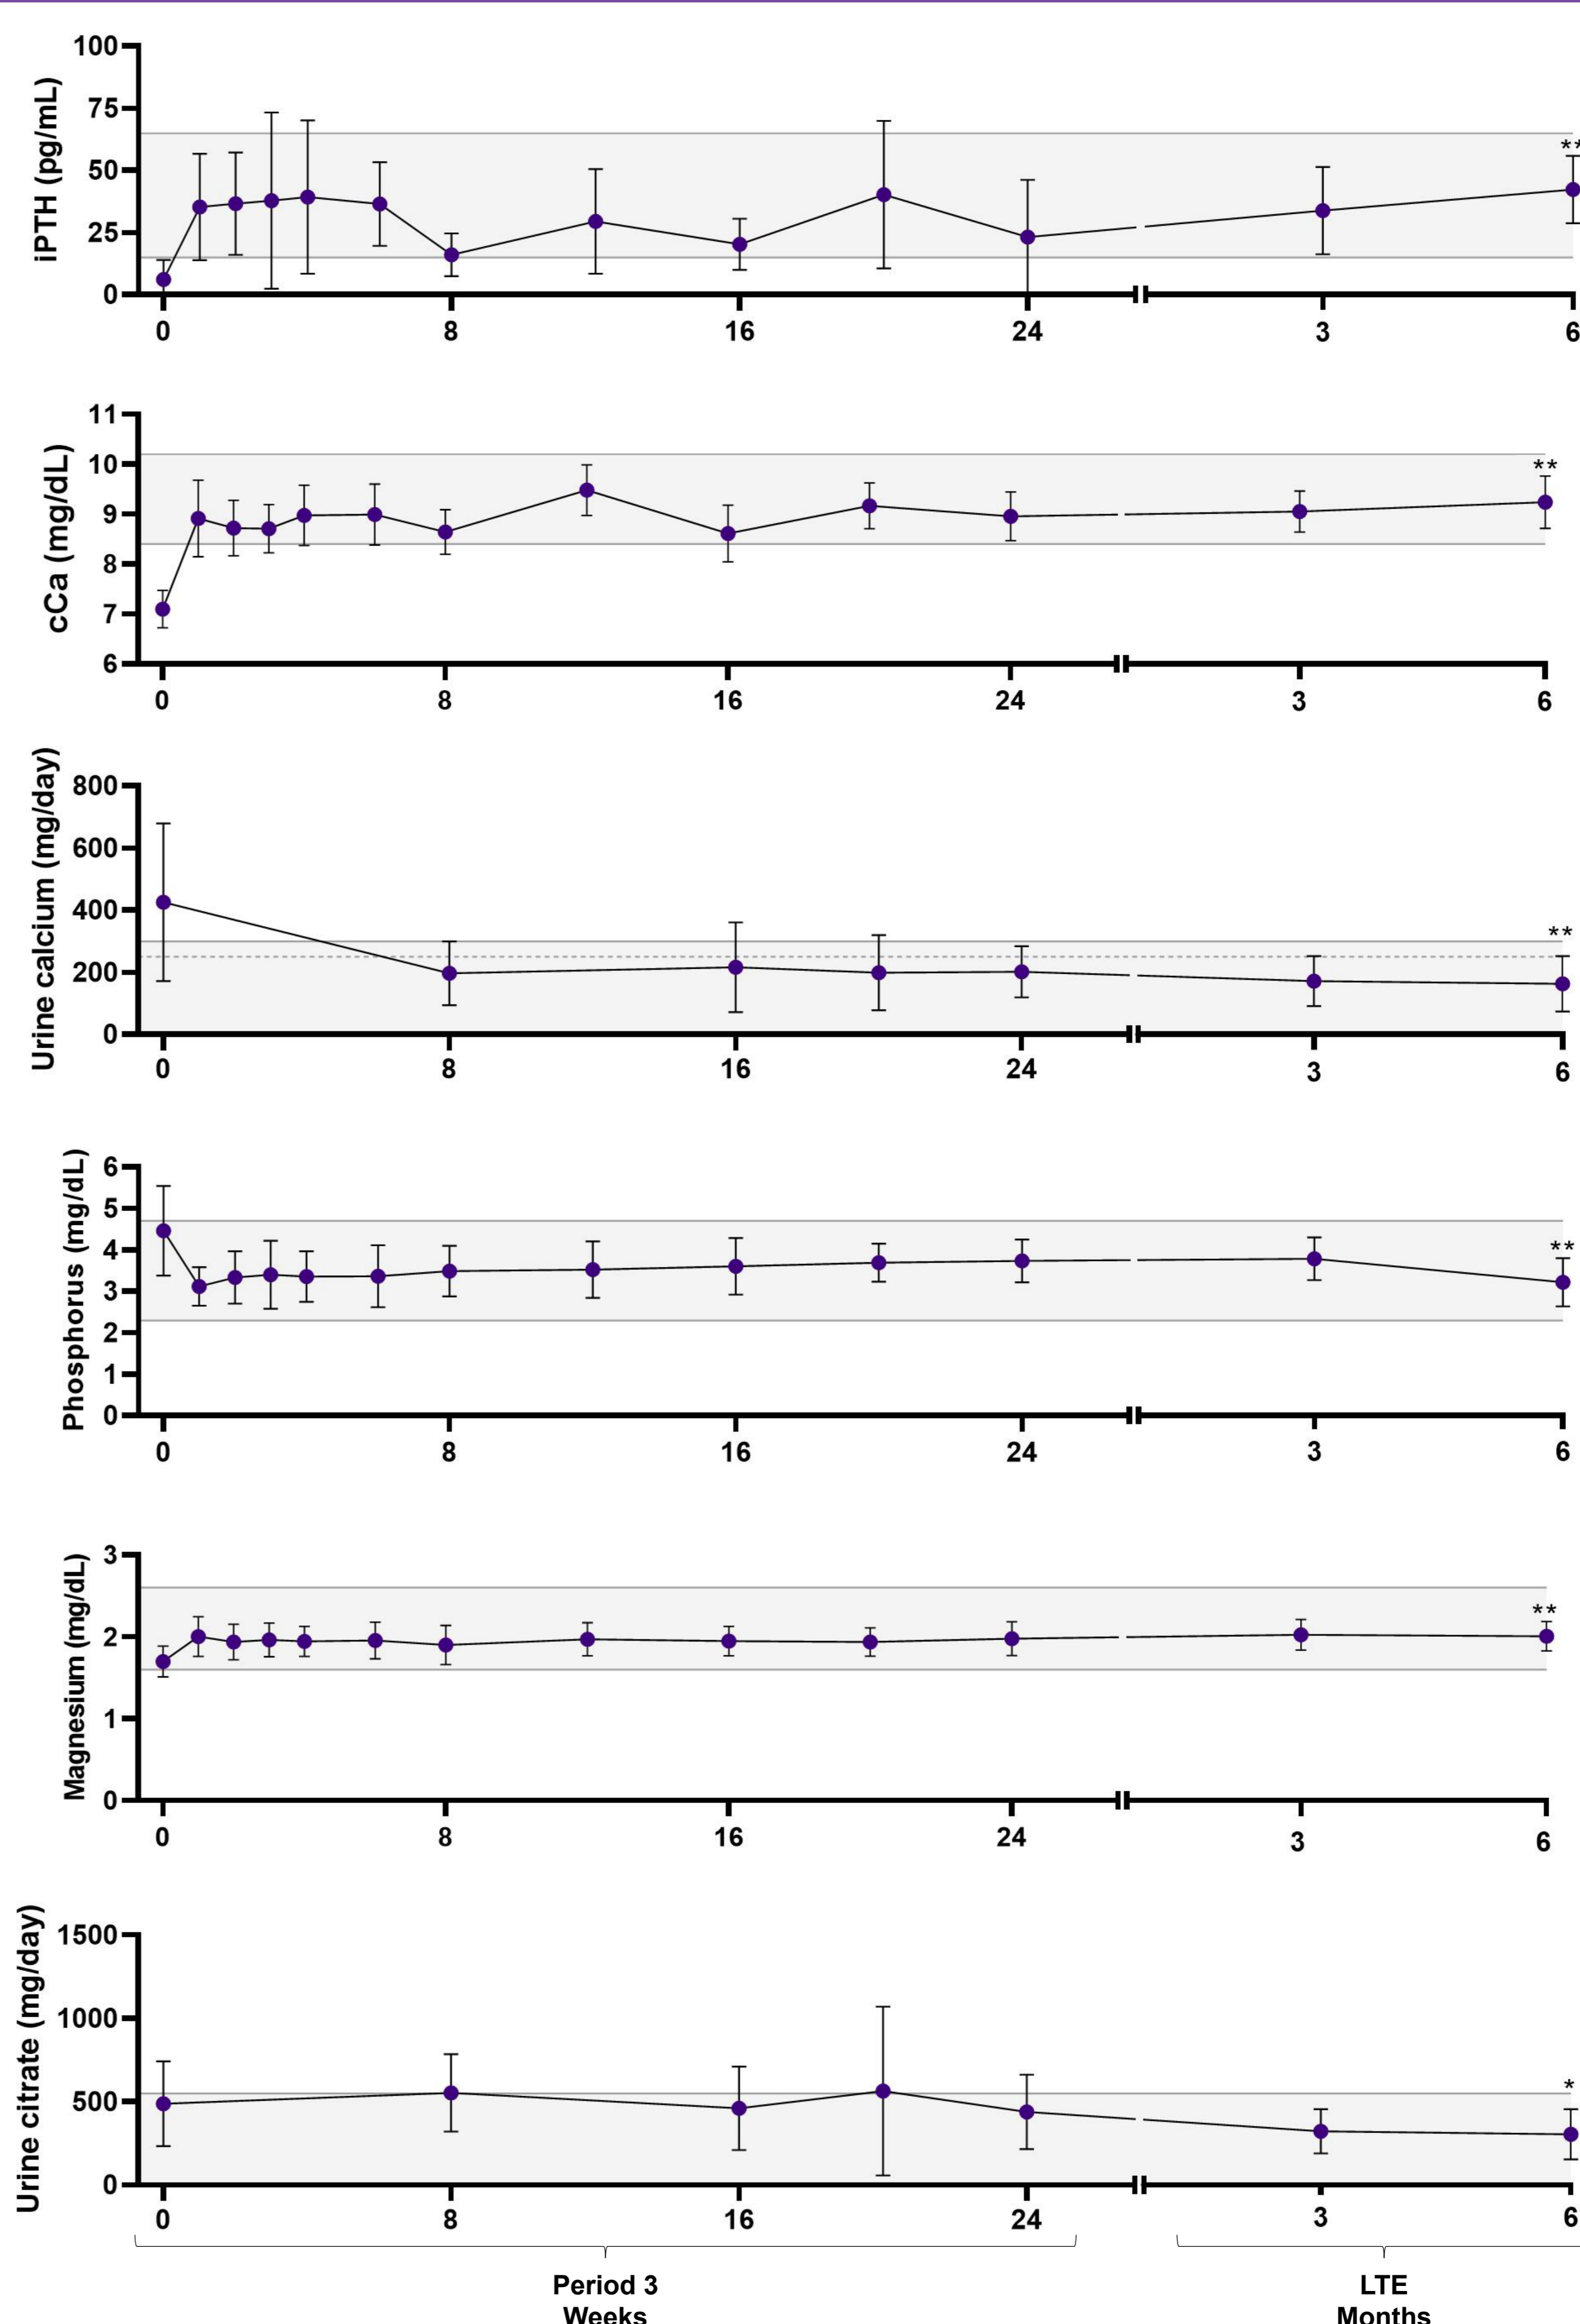 iPTH (pg/mL)
100
75
50
25
0
**
0 8 16 24 3 6
cCa (mg/dL)
11
10
9
8
7
6
**
0 8 16 24 3 6
Urine calcium (mg/day)
800
600
400
200
0
**
0 8 16 24 3 6
Phosphorus (mg/dL)
6
5
4
3
2
1
0
**
0 8 16 24 3 6
Magnesium (mg/dL)
3
2
1
0
**
0 8 16 24 3 6
Urine citrate (mg/day)
1500
1000
500
0
*
0 8 16 24 3 6
Period 3 LTE
Weeks Months